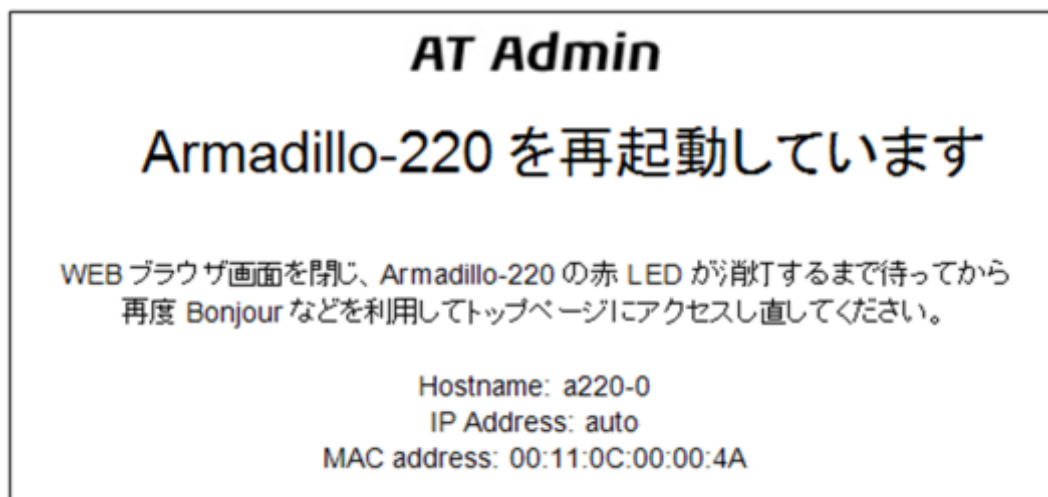 AT Admin
Armadillo-220 を再起動しています
WEB ブラウザ画面を閉じ、Armadillo-220 の赤 LED が消灯するまで待ってから
再度 Bonjour などを利用してトップページにアクセスし直してください。
Hostname: a220-0
IP Address: auto
MAC address: 00:11:0C:00:00:4A